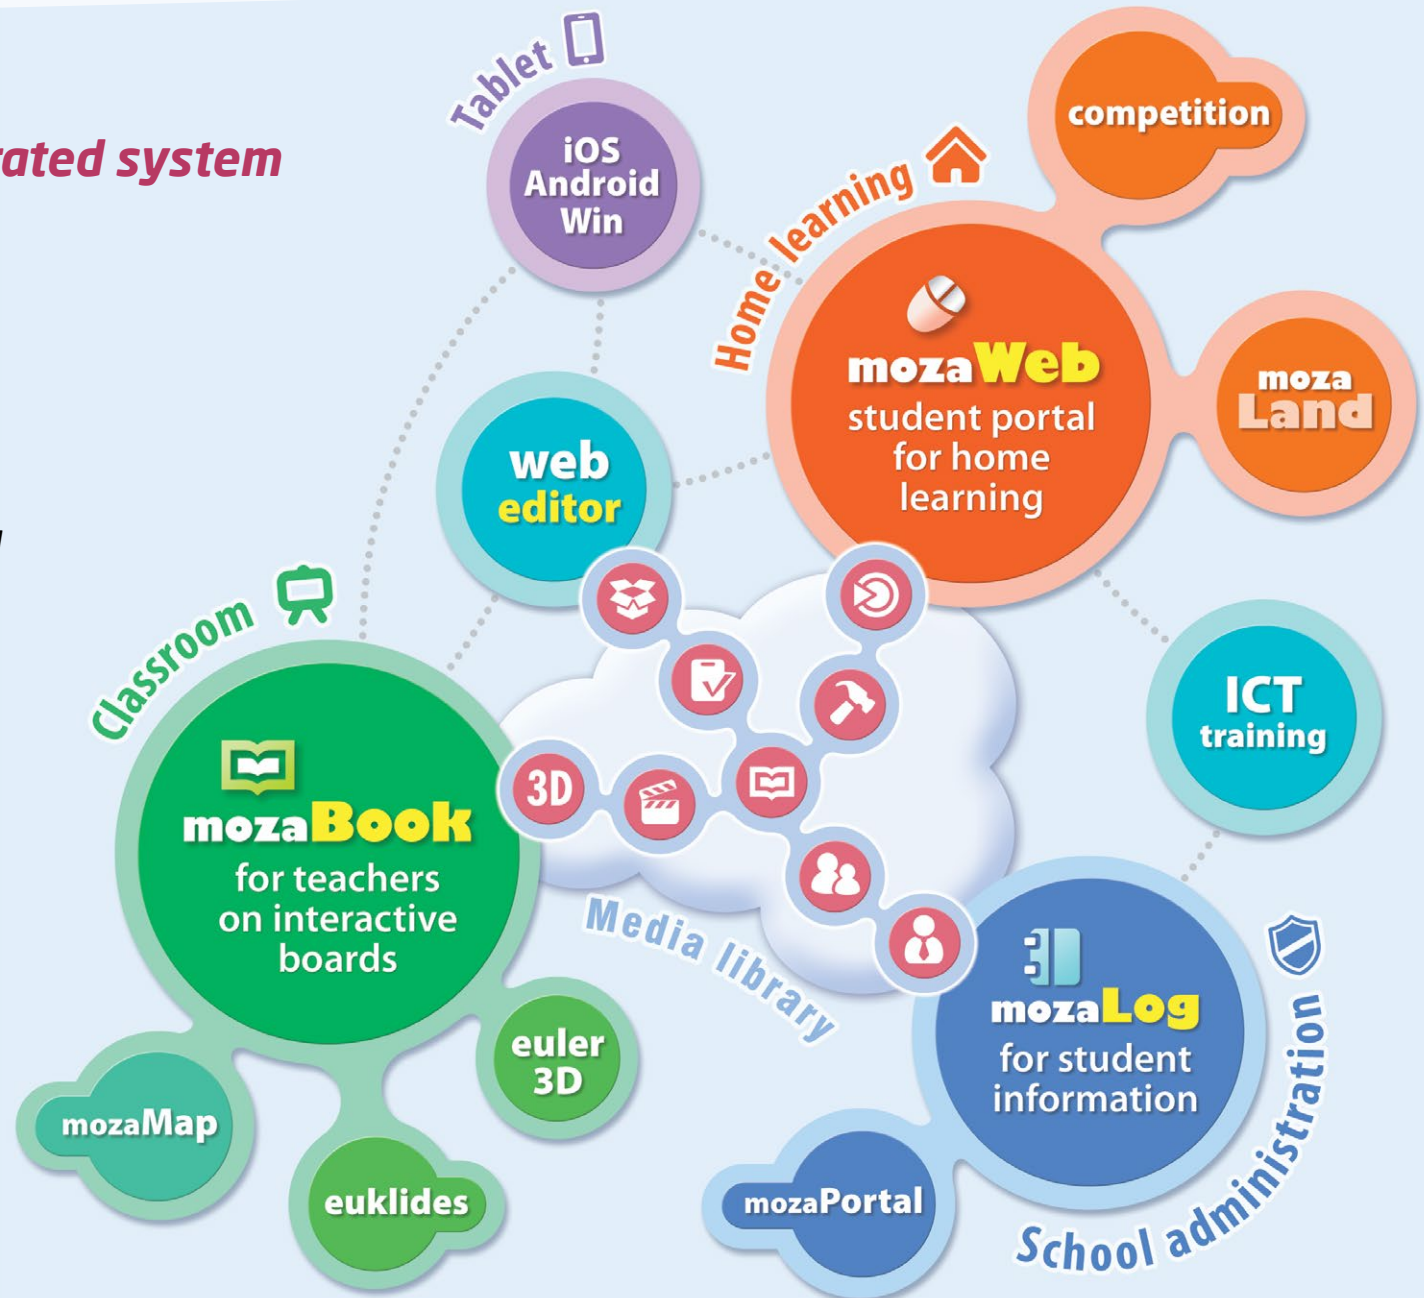 system
Tablet
iOS
Android
Win
Home learning
competition
mozaWeb
student portal
for home
learning
moza
Land
web
editor
Classroom
mozaBook
for teachers
on interactive
boards
3D
Media library
ICT
training
mozaLog
for student
information
School administration
euler
3D
mozaMap
euklides
mozaPortal